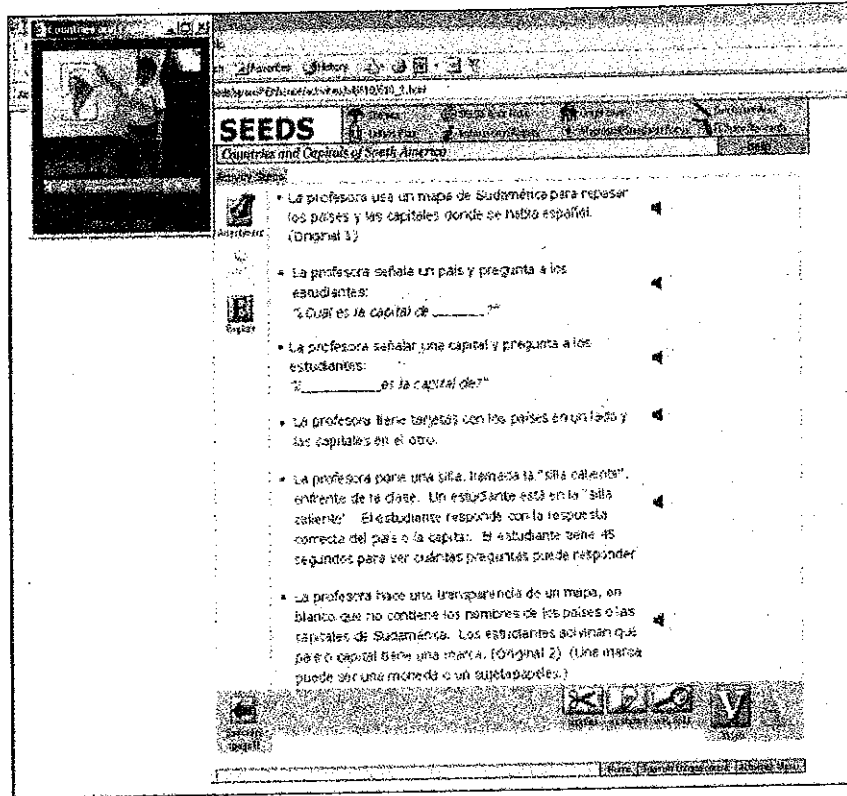 Countries and
Favorites History
SEEDS
Countries and Capitals of South America
• La profesora usa un mapa de Sudamérica para repasar
los países y las capitales donde se habla español.
(Original 1)
• La profesora señala un país y pregunta a los
estudiantes:
"¿Cuál es la capital de ______?"
• La profesora señalar una capital y pregunta a los
estudiantes:
"¿__________es la capital de?"
• La profesora tiene tarjetas con los países en un lado y
las capitales en el otro.
• La profesora pone una silla, llamada la "silla caliente",
enfrente de la clase. Un estudiante está en la "silla
caliente". El estudiante responde con la respuesta
correcta del país o la capital. El estudiante tiene 45
segundos para ver cuántas preguntas puede responder
• La profesora hace una transparencia de un mapa, en
blanco que no contiene los nombres de los países o las
capitales de Sudamérica. Los estudiantes adivinan qué
país o capital tiene una marca. (Original 2) (Una marca
puede ser una moneda o un sujetapapeles.)
V
Home